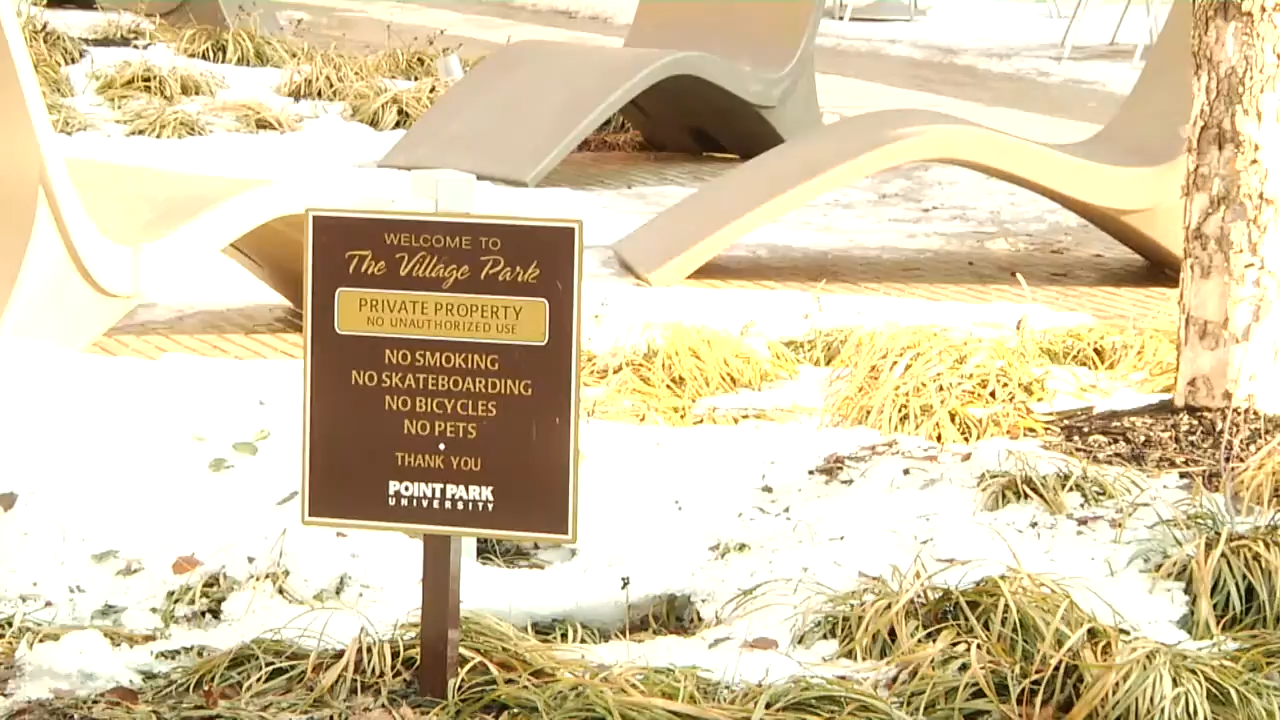 WELCOME TO
The Village Park
PRIVATE PROPERTY
NO UNAUTHORIZED USE
NO SMOKING
NO SKATEBOARDING
NO BICYCLES
NO PETS
THANK YOU
POINT PARK
UNIVERSITY